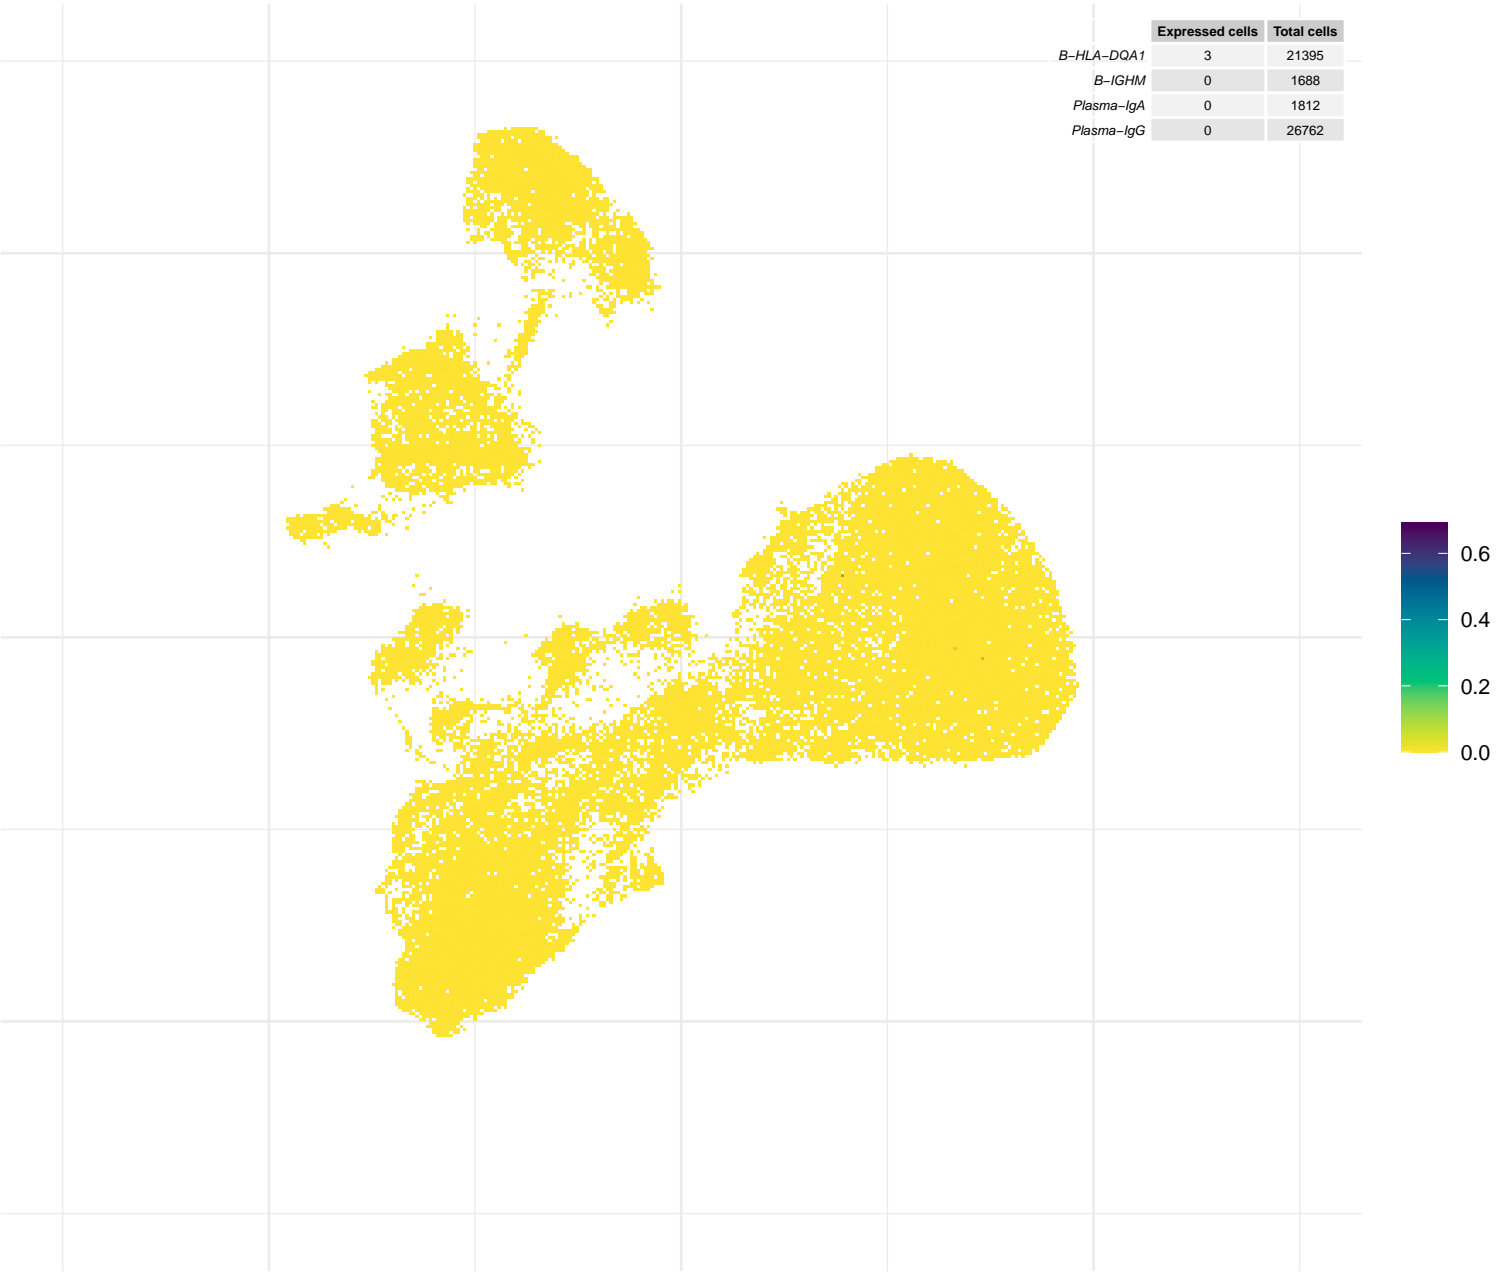 Expressed cells Total cells
B−HLA−DQA1 3 21395
B−IGHM 0 1688
Plasma−IgA 0 1812
Plasma−IgG 0 26762
0.6
0.4
0.2
0.0